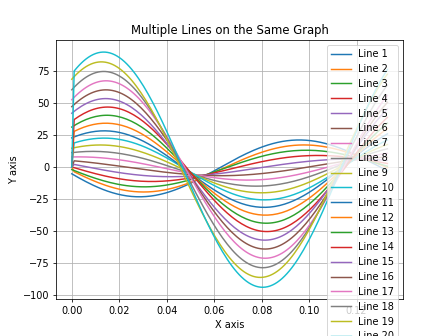 Multiple Lines on the Same Graph
Y axis
75
50
25
0
−25
−50
−75
−100
0.00
0.02
0.04
0.06
0.08
0.10
X axis
Line 1
Line 2
Line 3
Line 4
Line 5
Line 6
Line 7
Line 8
Line 9
Line 10
Line 11
Line 12
Line 13
Line 14
Line 15
Line 16
Line 17
Line 18
Line 19
Line 20